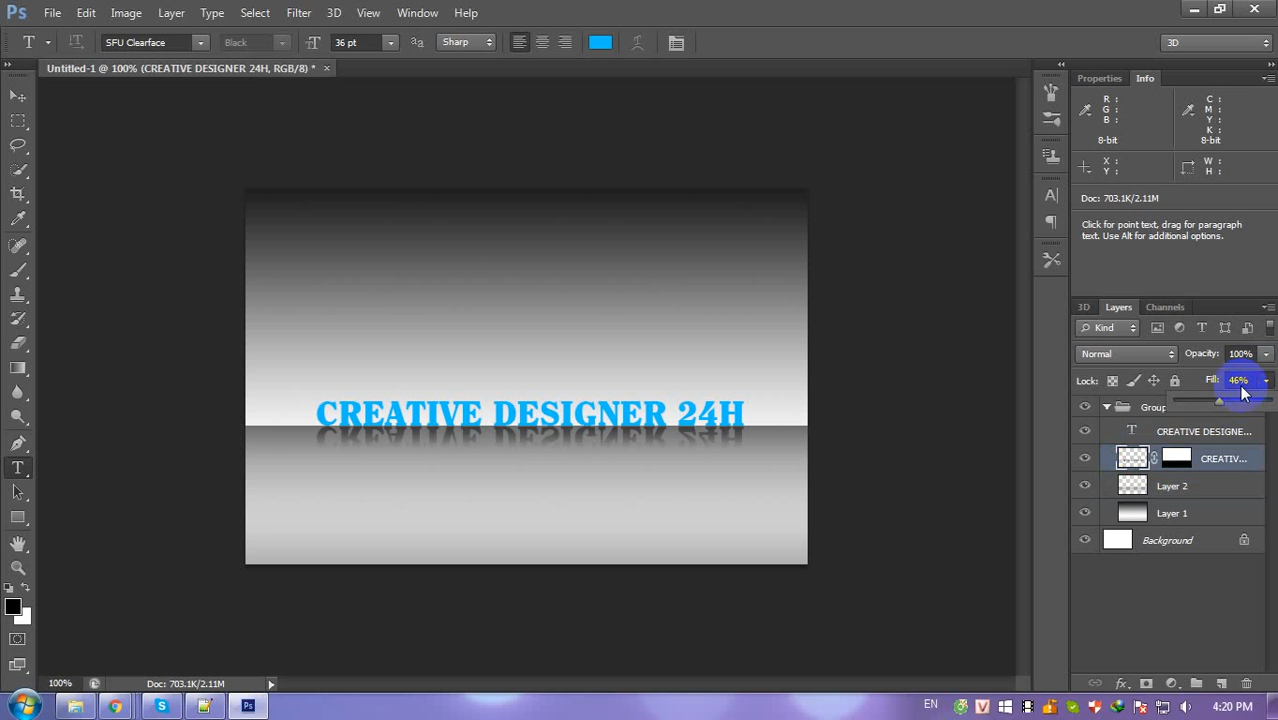 Ps File Edit Image Layer Type Select Filter 3D View Window Help
T SFU Clearface Black 36 pt Sharp 3D
Untitled-1 @ 100% (CREATIVE DESIGNER 24H, RGB/8) * ×
Properties Info
R : C :
G : M :
B : Y :
K :
8-bit 8-bit
X : W :
Y : H :
Doc: 703.1K/2.11M
Click for point text, drag for paragraph
text. Use Alt for additional options.
3D Layers Channels
Kind
Normal Opacity: 100%
Lock: Fill: 46%
Group
CREATIVE DESIGNE...
CREATIV...
Layer 2
Layer 1
Background
CREATIVE DESIGNER 24H
100% Doc: 703.1K/2.11M
EN 4:20 PM